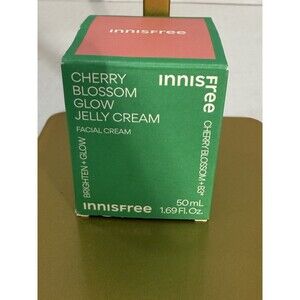 innisfree
CHERRY
BLOSSOM
GLOW
JELLY CREAM
FACIAL CREAM
BRIGHTEN + GLOW
innisfree
innisfree
CHERRY BLOSSOM + B3*
50 mL
1.69 Fl. Oz.